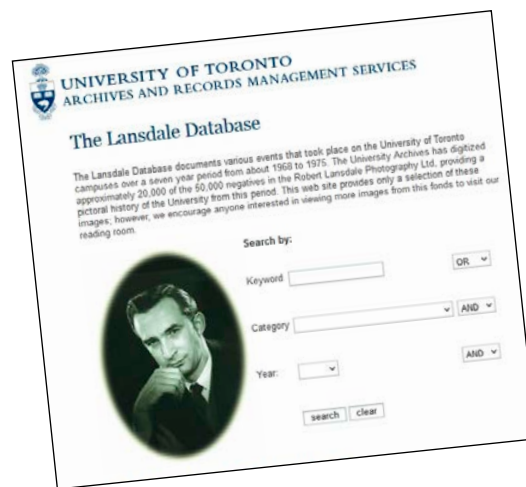 UNIVERSITY OF TORONTO
ARCHIVES AND RECORDS MANAGEMENT SERVICES
The Lansdale Database
The Lansdale Database documents various events that took place on the University of Toronto
campuses over a seven year period from about 1968 to 1975. The University Archives has digitized
approximately 20,000 of the 50,000 negatives in the Robert Lansdale Photography Ltd, providing a
pictoral history of the University from this period. This web site provides only a selection of these
images; however, we encourage anyone interested in viewing more images from this fonds to visit our
reading room.
Search by:
Keyword OR
Category AND
Year: AND
search clear